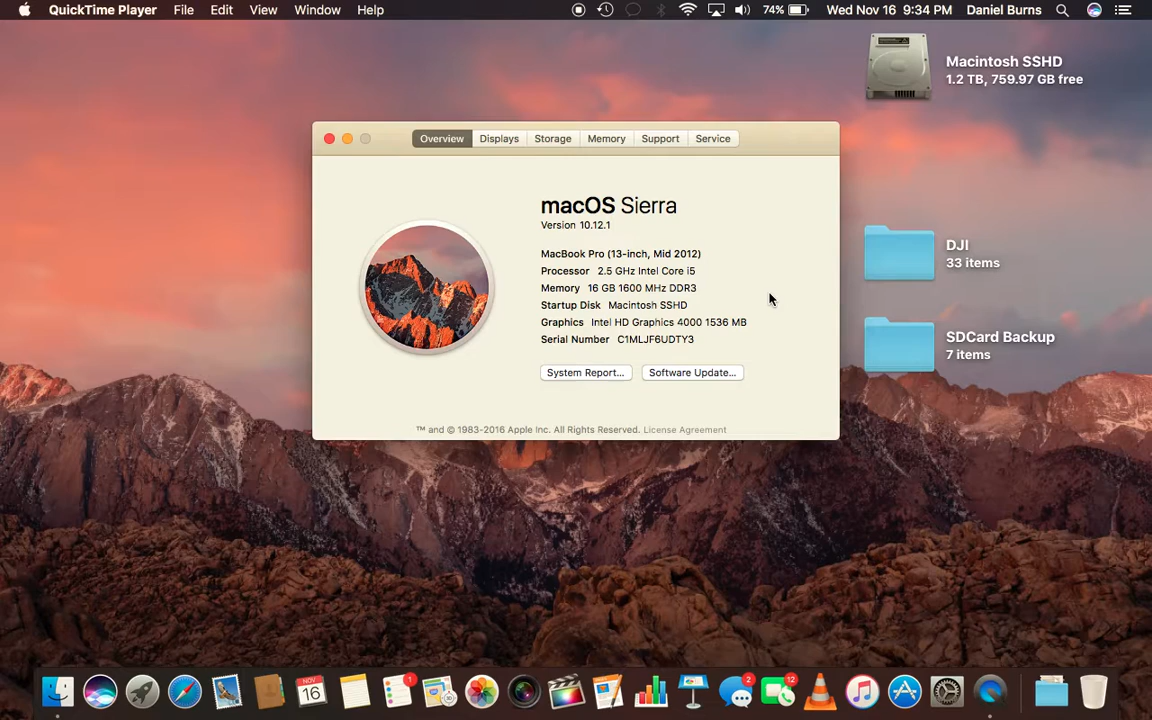 QuickTime Player File Edit View Window Help 74% Wed Nov 16 9:34 PM Daniel Burns
Macintosh SSHD
1.2 TB, 759.97 GB free
Overview Displays Storage Memory Support Service
macOS Sierra
Version 10.12.1
MacBook Pro (13-inch, Mid 2012)
Processor 2.5 GHz Intel Core i5
Memory 16 GB 1600 MHz DDR3
Startup Disk Macintosh SSHD
Graphics Intel HD Graphics 4000 1536 MB
Serial Number C1MLJF6UDTY3
System Report... Software Update...
™ and © 1983-2016 Apple Inc. All Rights Reserved. License Agreement
DJI
33 items
SDCard Backup
7 items
NOV
16
1
30
2
12